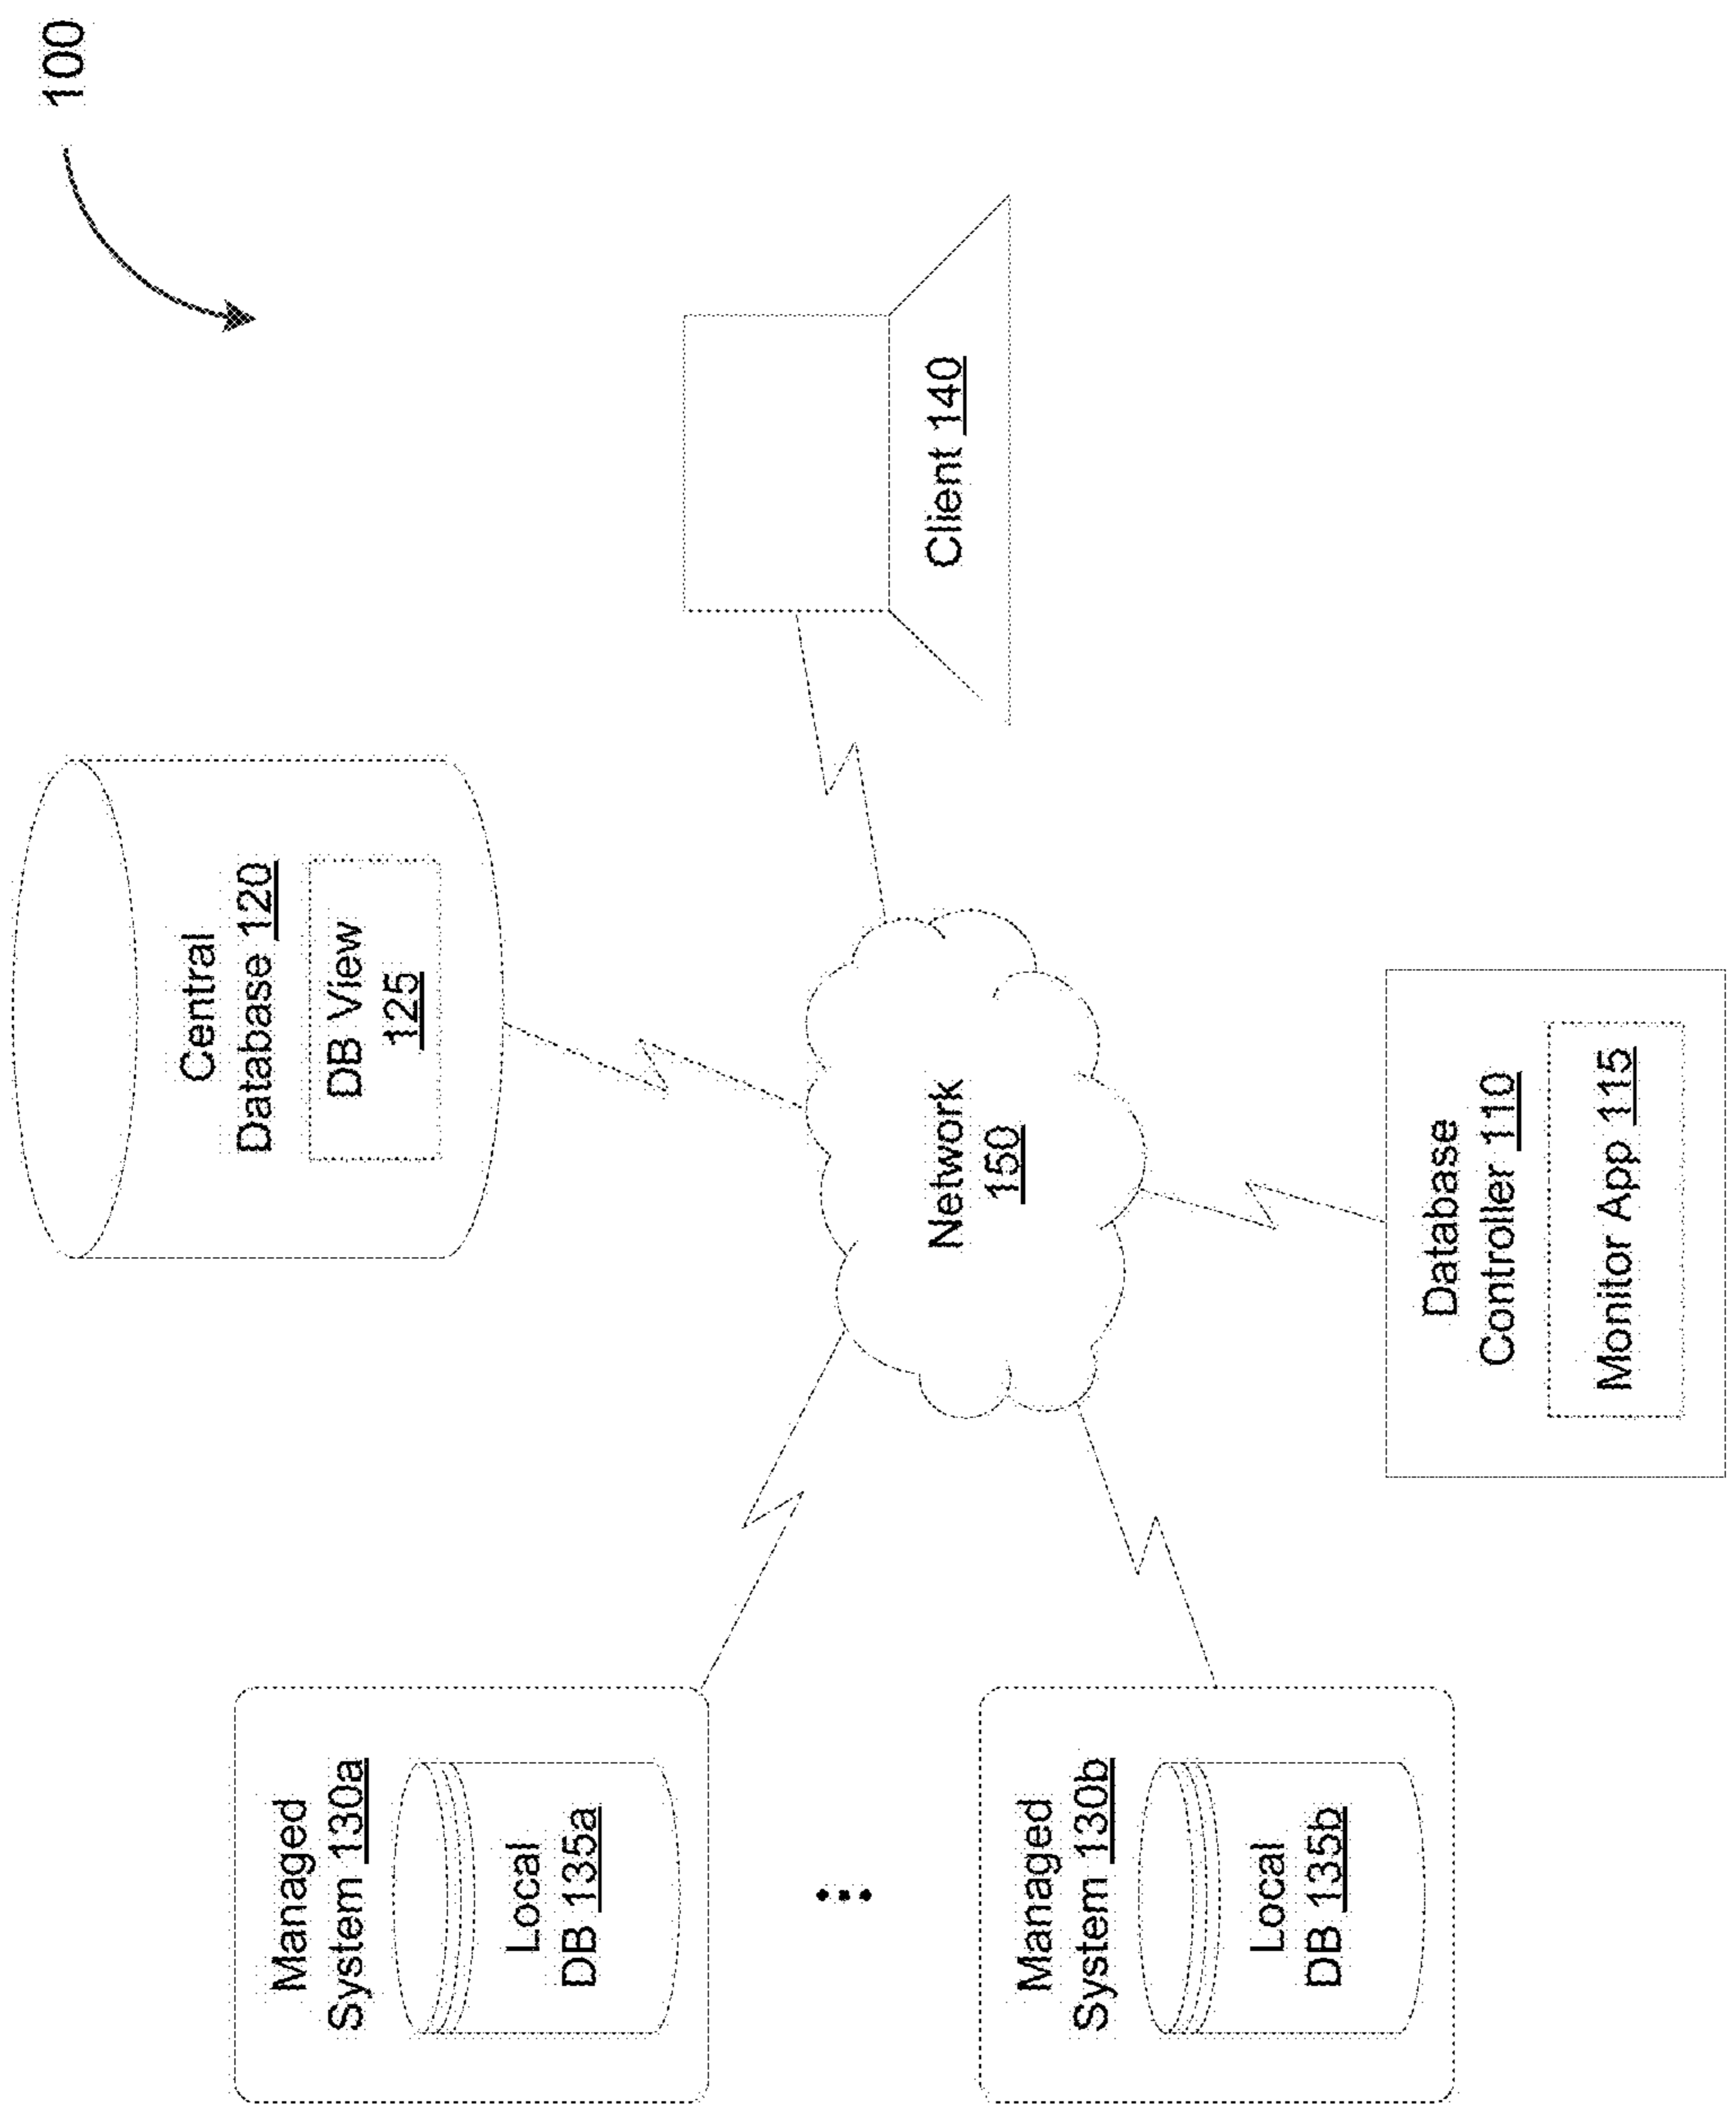 100
Central
Database 120
DB View
125
Managed
System 130a
Local
DB 135a
Client 140
Network
150
Managed
System 130b
Local
DB 135b
Database
Controller 110
Monitor App 115